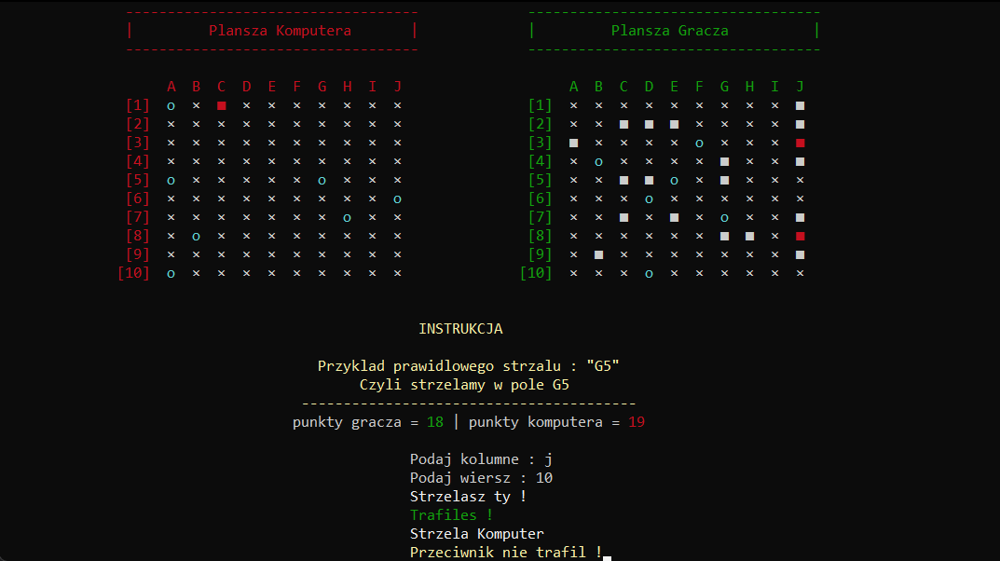 | Plansza Komputera | | Plansza Gracza |
A B C D E F G H I J A B C D E F G H I J
[1] o × ■ × × × × × × × [1] × × × × × × × × × ■
[2] × × × × × × × × × × [2] × × ■ ■ ■ × × × × ■
[3] × × × × × × × × × × [3] ■ × × × × o × × × ■
[4] × × × × × × × × × × [4] × o × × × × ■ × × ■
[5] o × × × × × o × × × [5] × × ■ ■ o × ■ × × ×
[6] × × × × × × × × × o [6] × × × o × × × × × ×
[7] × × × × × × × o × × [7] × × ■ × ■ × o × × ■
[8] × o × × × × × × × × [8] × × × × × × ■ ■ × ■
[9] × × × × × × × × × × [9] × ■ × × × × × × × ■
[10] o × × × × × × × × × [10] × × × o × × × × × ×
INSTRUKCJA
Przyklad prawidlowego strzalu : "G5"
Czyli strzelamy w pole G5
----------------------------------------
punkty gracza = 18 | punkty komputera = 19
Podaj kolumne : j
Podaj wiersz : 10
Strzelasz ty !
Trafiles !
Strzela Komputer
Przeciwnik nie trafil !